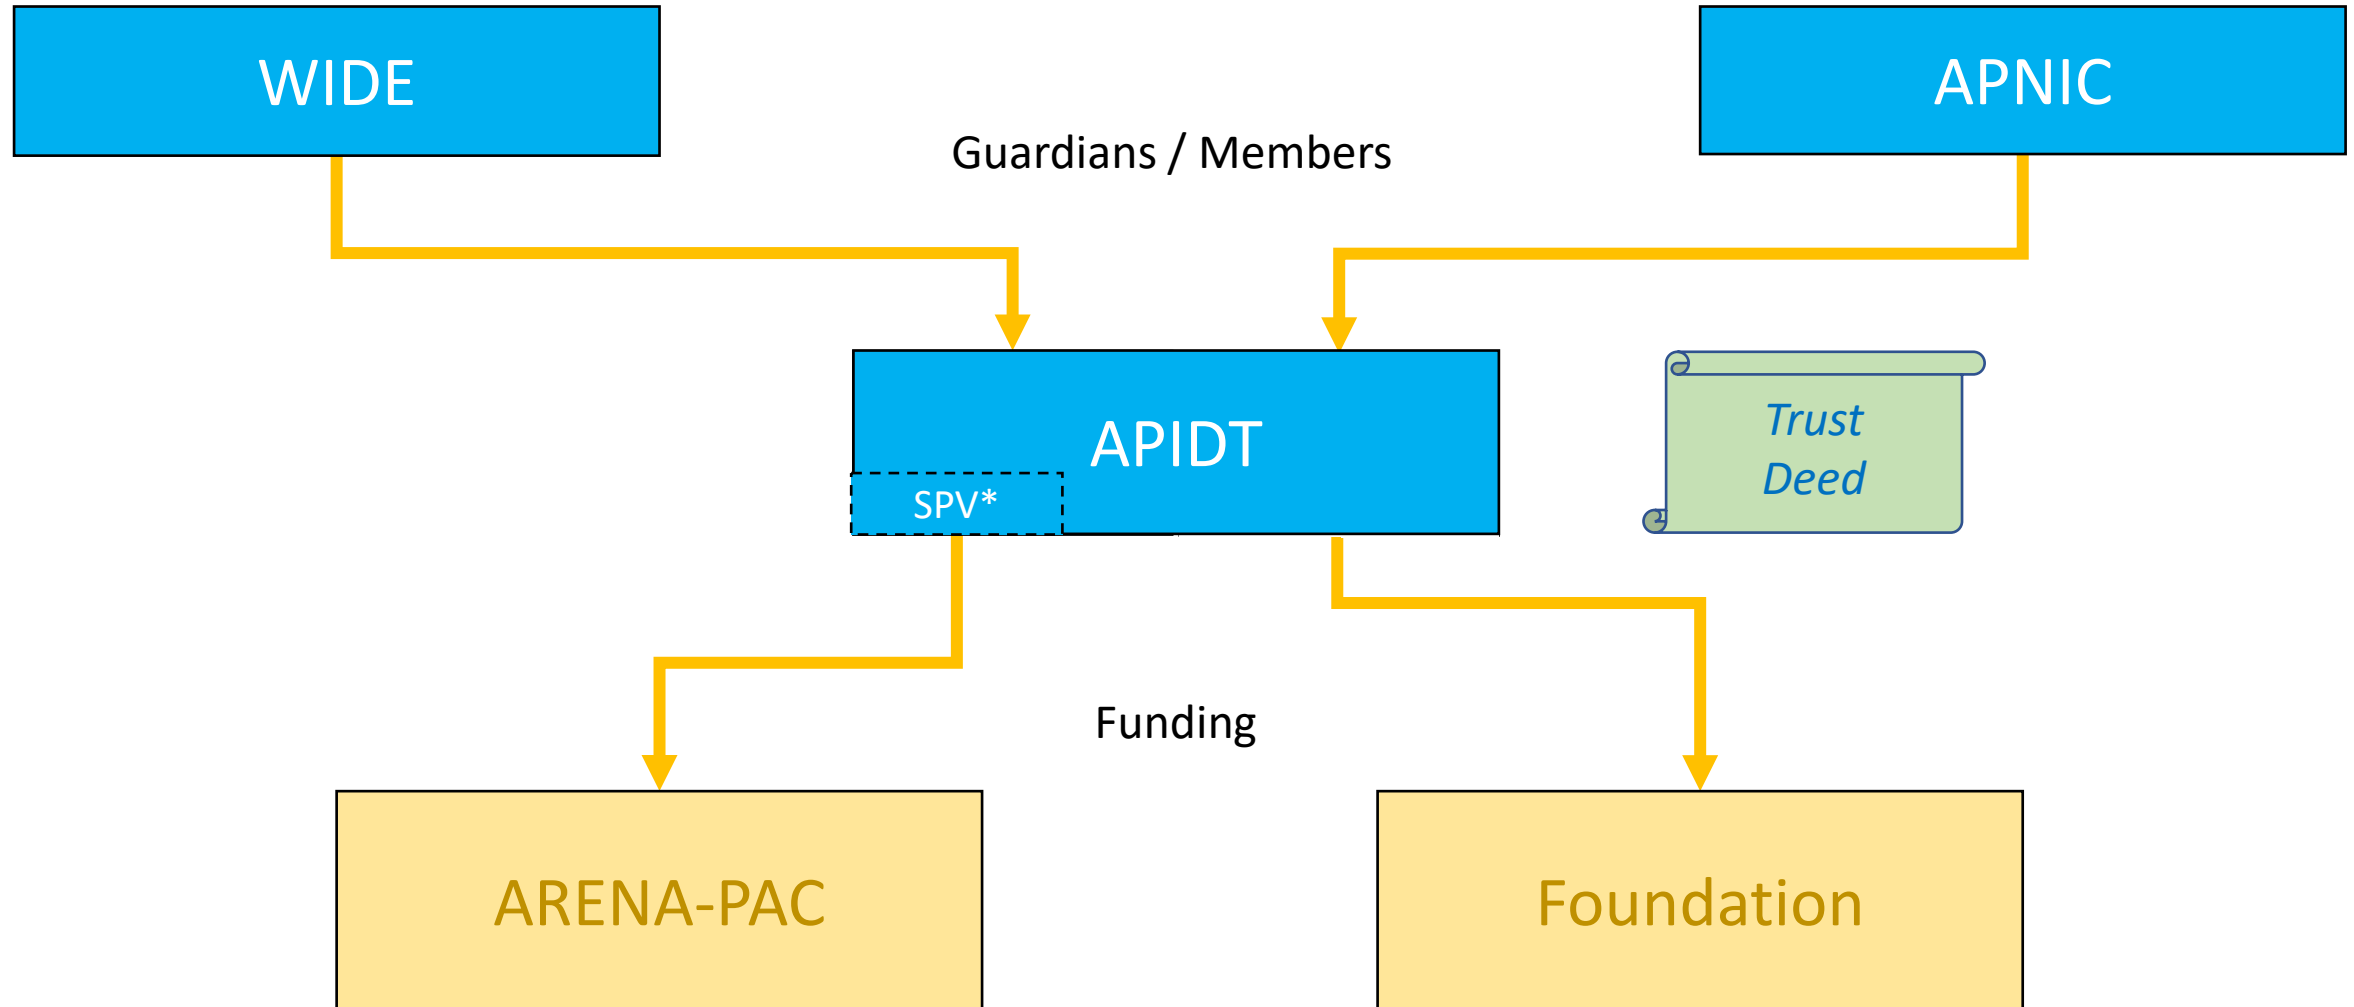 WIDE
APNIC
Guardians / Members
APIDT
SPV*
Trust
Deed
Funding
ARENA-PAC
Foundation